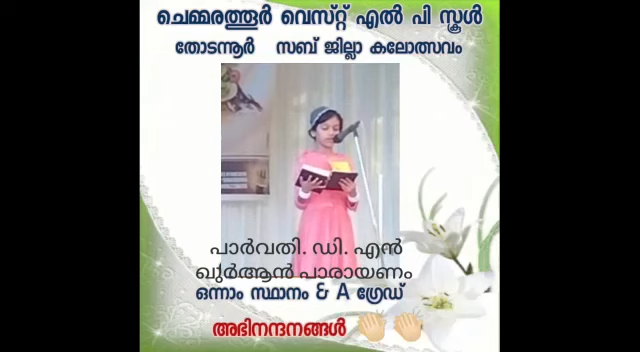 ചെമ്മരത്തൂർ വെസ്റ്റ് എൽ പി സ്കൂൾ
തോടന്നൂർ സബ് ജില്ലാ കലോത്സവം
പാർവതി. ഡി. എൻ
ഖുർആൻ പാരായണം
ഒന്നാം സ്ഥാനം & A ഗ്രേഡ്
അഭിനന്ദനങ്ങൾ 👏🏻 👏🏻